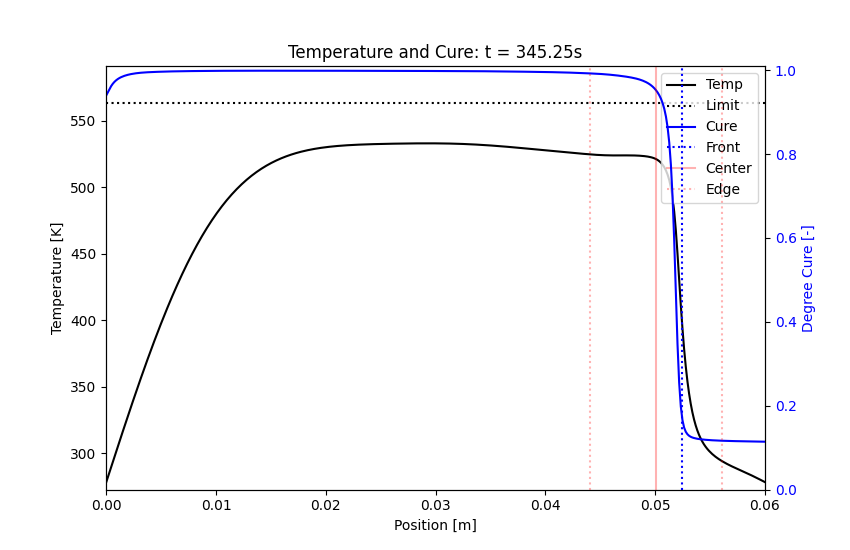 Temperature and Cure: t = 345.25s
Temperature [K]
550
500
450
400
350
300
Temp
Limit
Cure
Front
Center
Edge
1.0
0.8
0.6
0.4
0.2
0.0
Degree Cure [-]
0.00
0.01
0.02
0.03
0.04
0.05
0.06
Position [m]